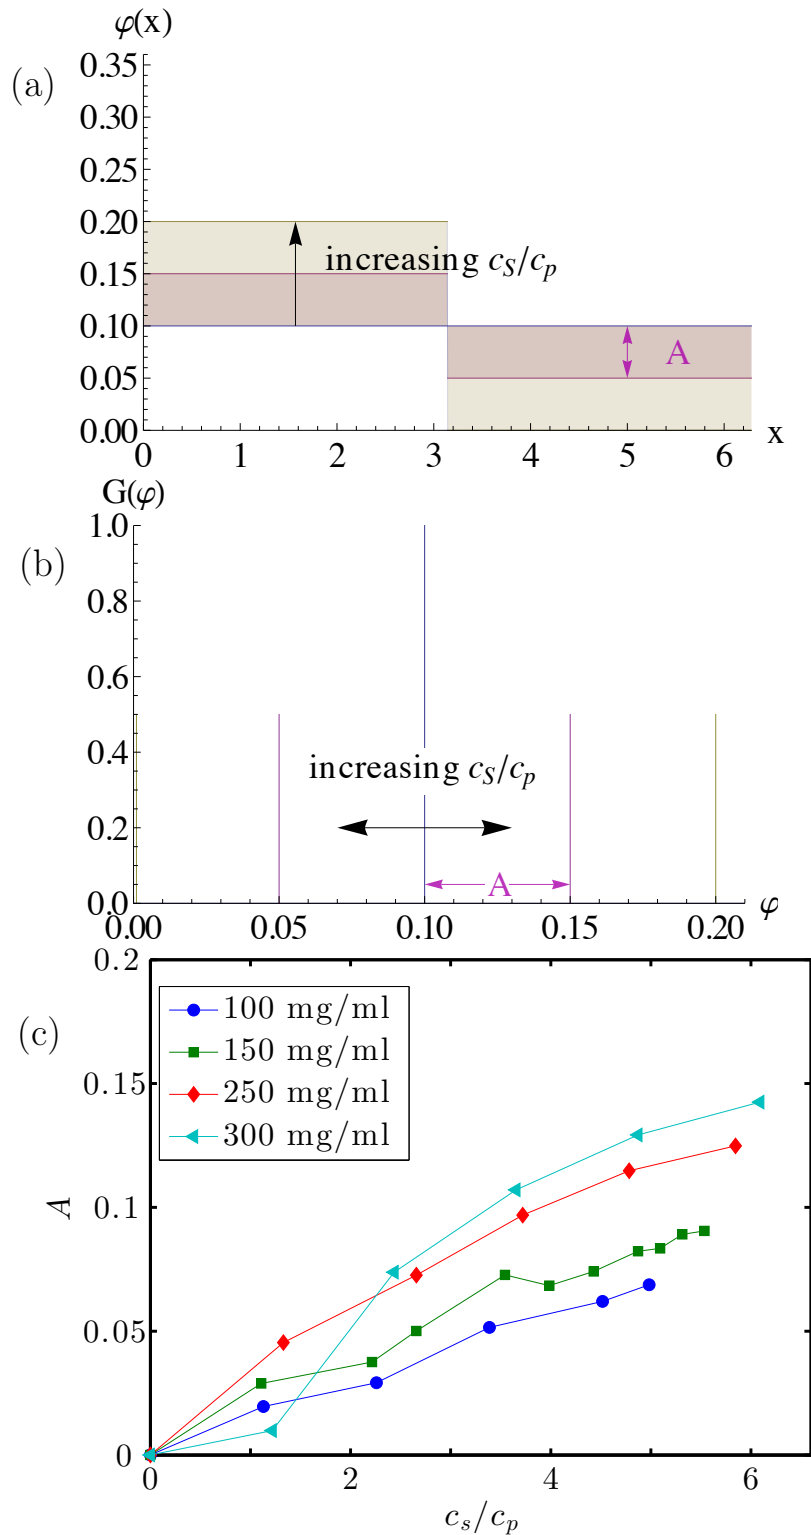 φ(x)
(a)
0.35
0.30
0.25
0.20
0.15
0.10
0.05
0.00
increasing c_S/c_p
A
0 1 2 3 4 5 6 x
G(φ)
(b)
1.0
0.8
0.6
0.4
0.2
0.0
increasing c_S/c_p
A
0.00 0.05 0.10 0.15 0.20 φ
(c)
0.2
0.15
0.1
0.05
0
A
100 mg/ml
150 mg/ml
250 mg/ml
300 mg/ml
0 2 4 6
c_s/c_p